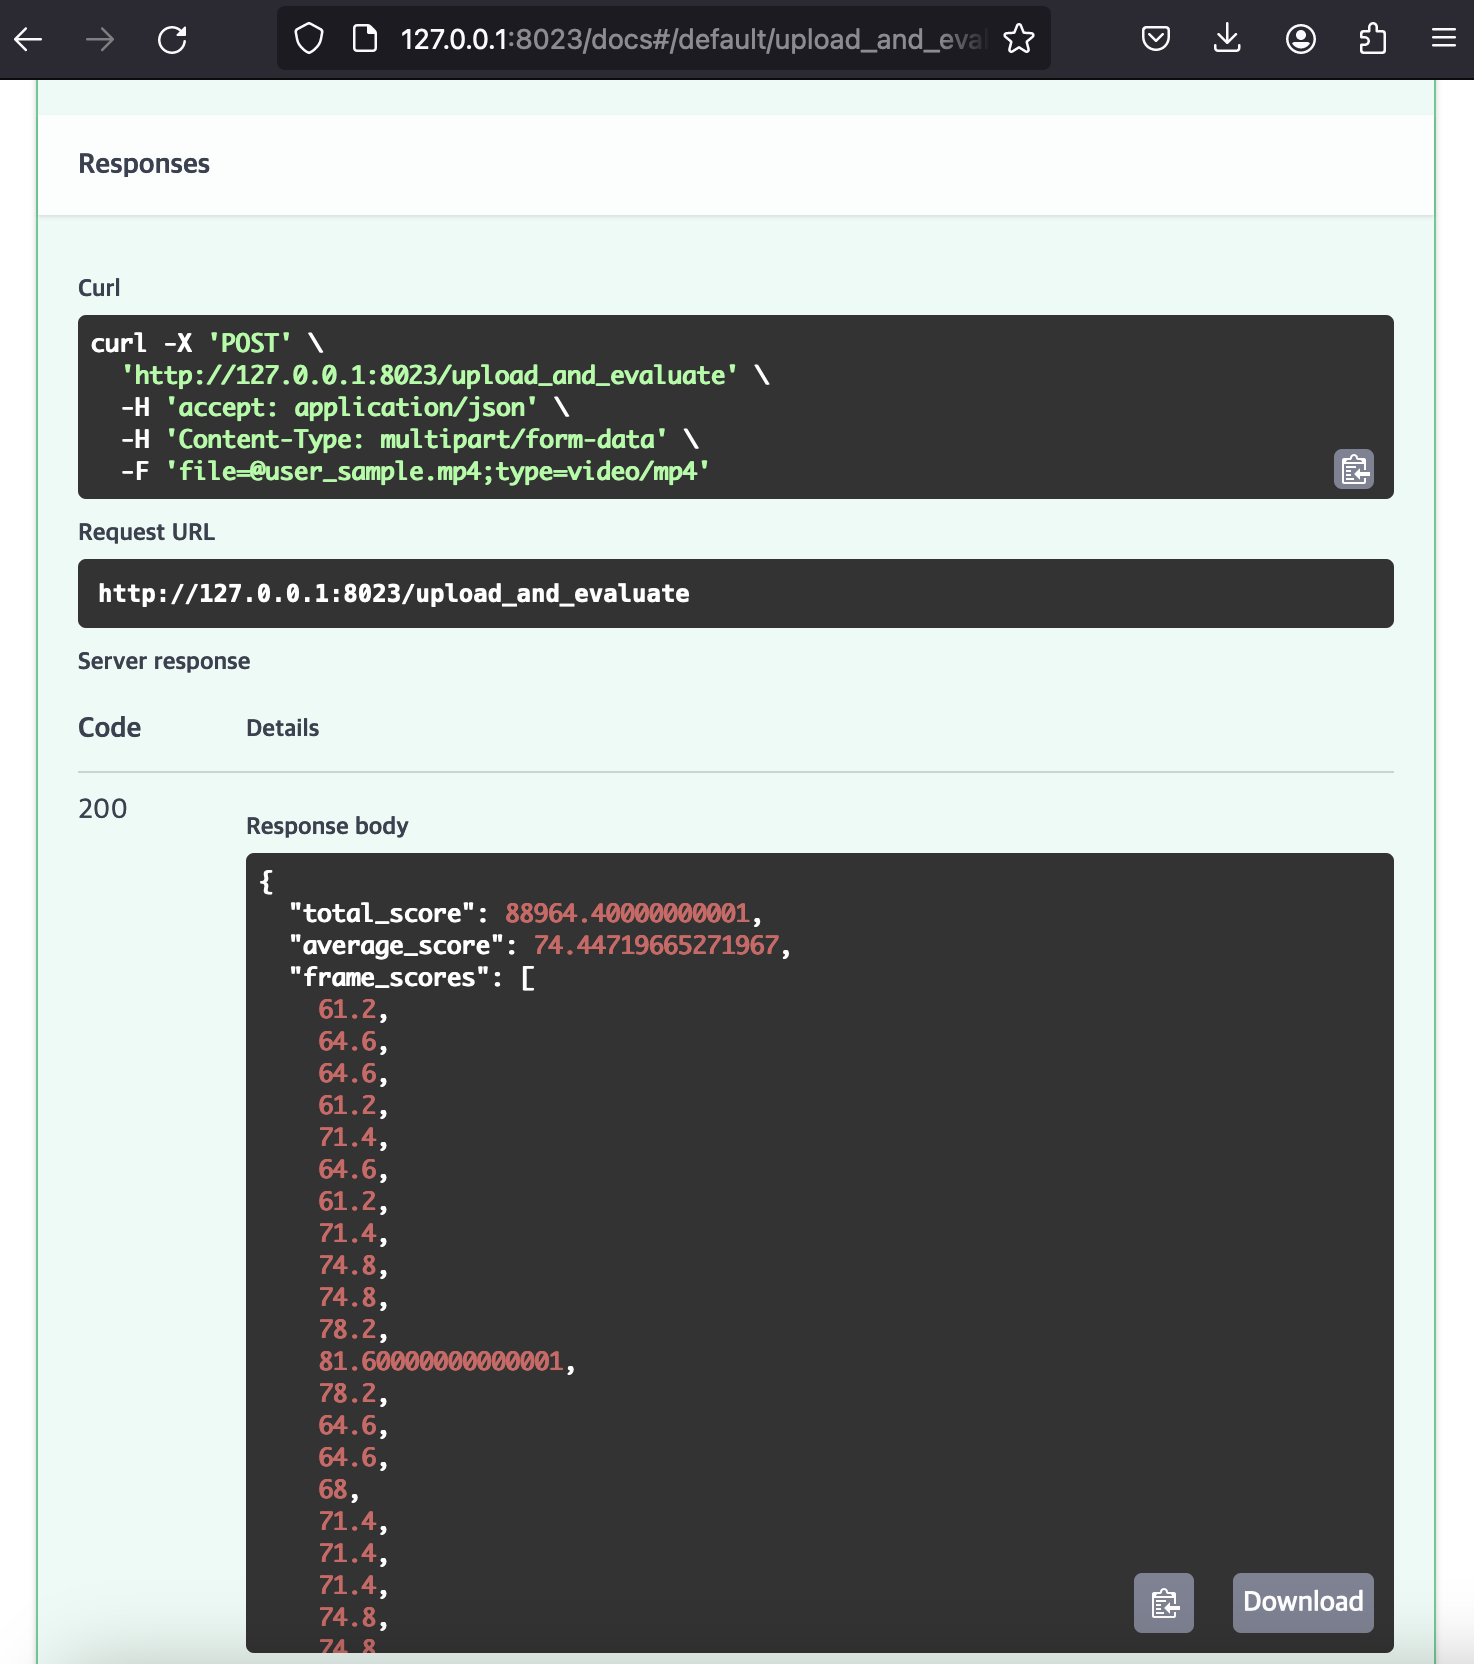 127.0.0.1:8023/docs#/default/upload_and_eval
Responses
Curl
curl -X 'POST' \
'http://127.0.0.1:8023/upload_and_evaluate' \
-H 'accept: application/json' \
-H 'Content-Type: multipart/form-data' \
-F 'file=@user_sample.mp4;type=video/mp4'
Request URL
http://127.0.0.1:8023/upload_and_evaluate
Server response
Code Details
200
Response body
{
"total_score": 88964.40000000001,
"average_score": 74.44719665271967,
"frame_scores": [
61.2,
64.6,
64.6,
61.2,
71.4,
64.6,
61.2,
71.4,
74.8,
74.8,
78.2,
81.60000000000001,
78.2,
64.6,
64.6,
68,
71.4,
71.4,
71.4,
74.8,
74.8
Download